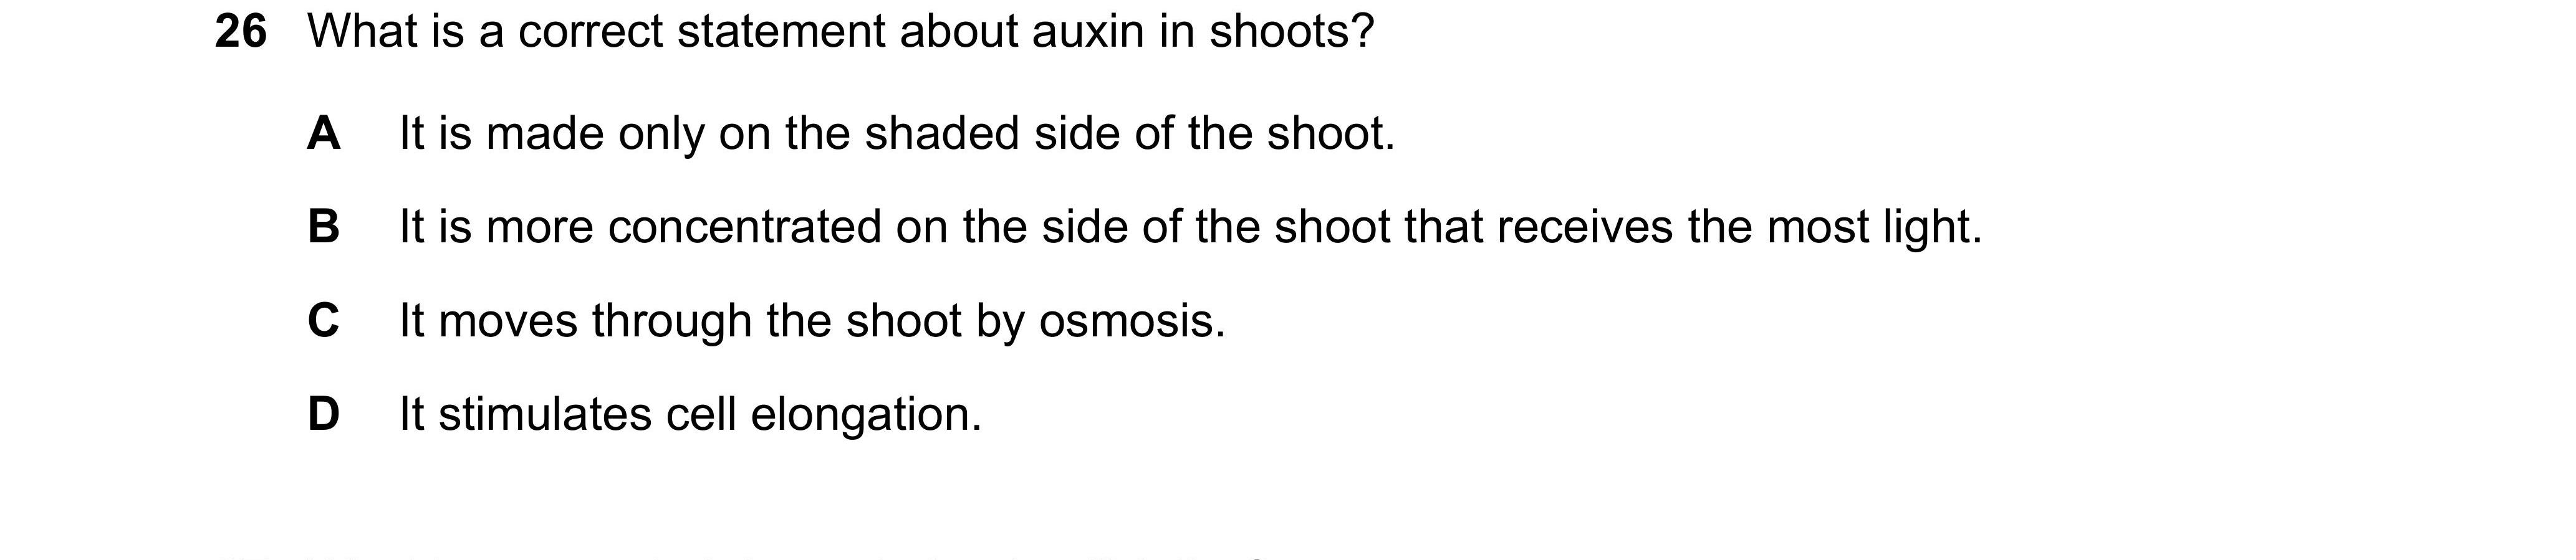 26 What is a correct statement about auxin in shoots?
A It is made only on the shaded side of the shoot.
B It is more concentrated on the side of the shoot that receives the most light.
C It moves through the shoot by osmosis.
D It stimulates cell elongation.